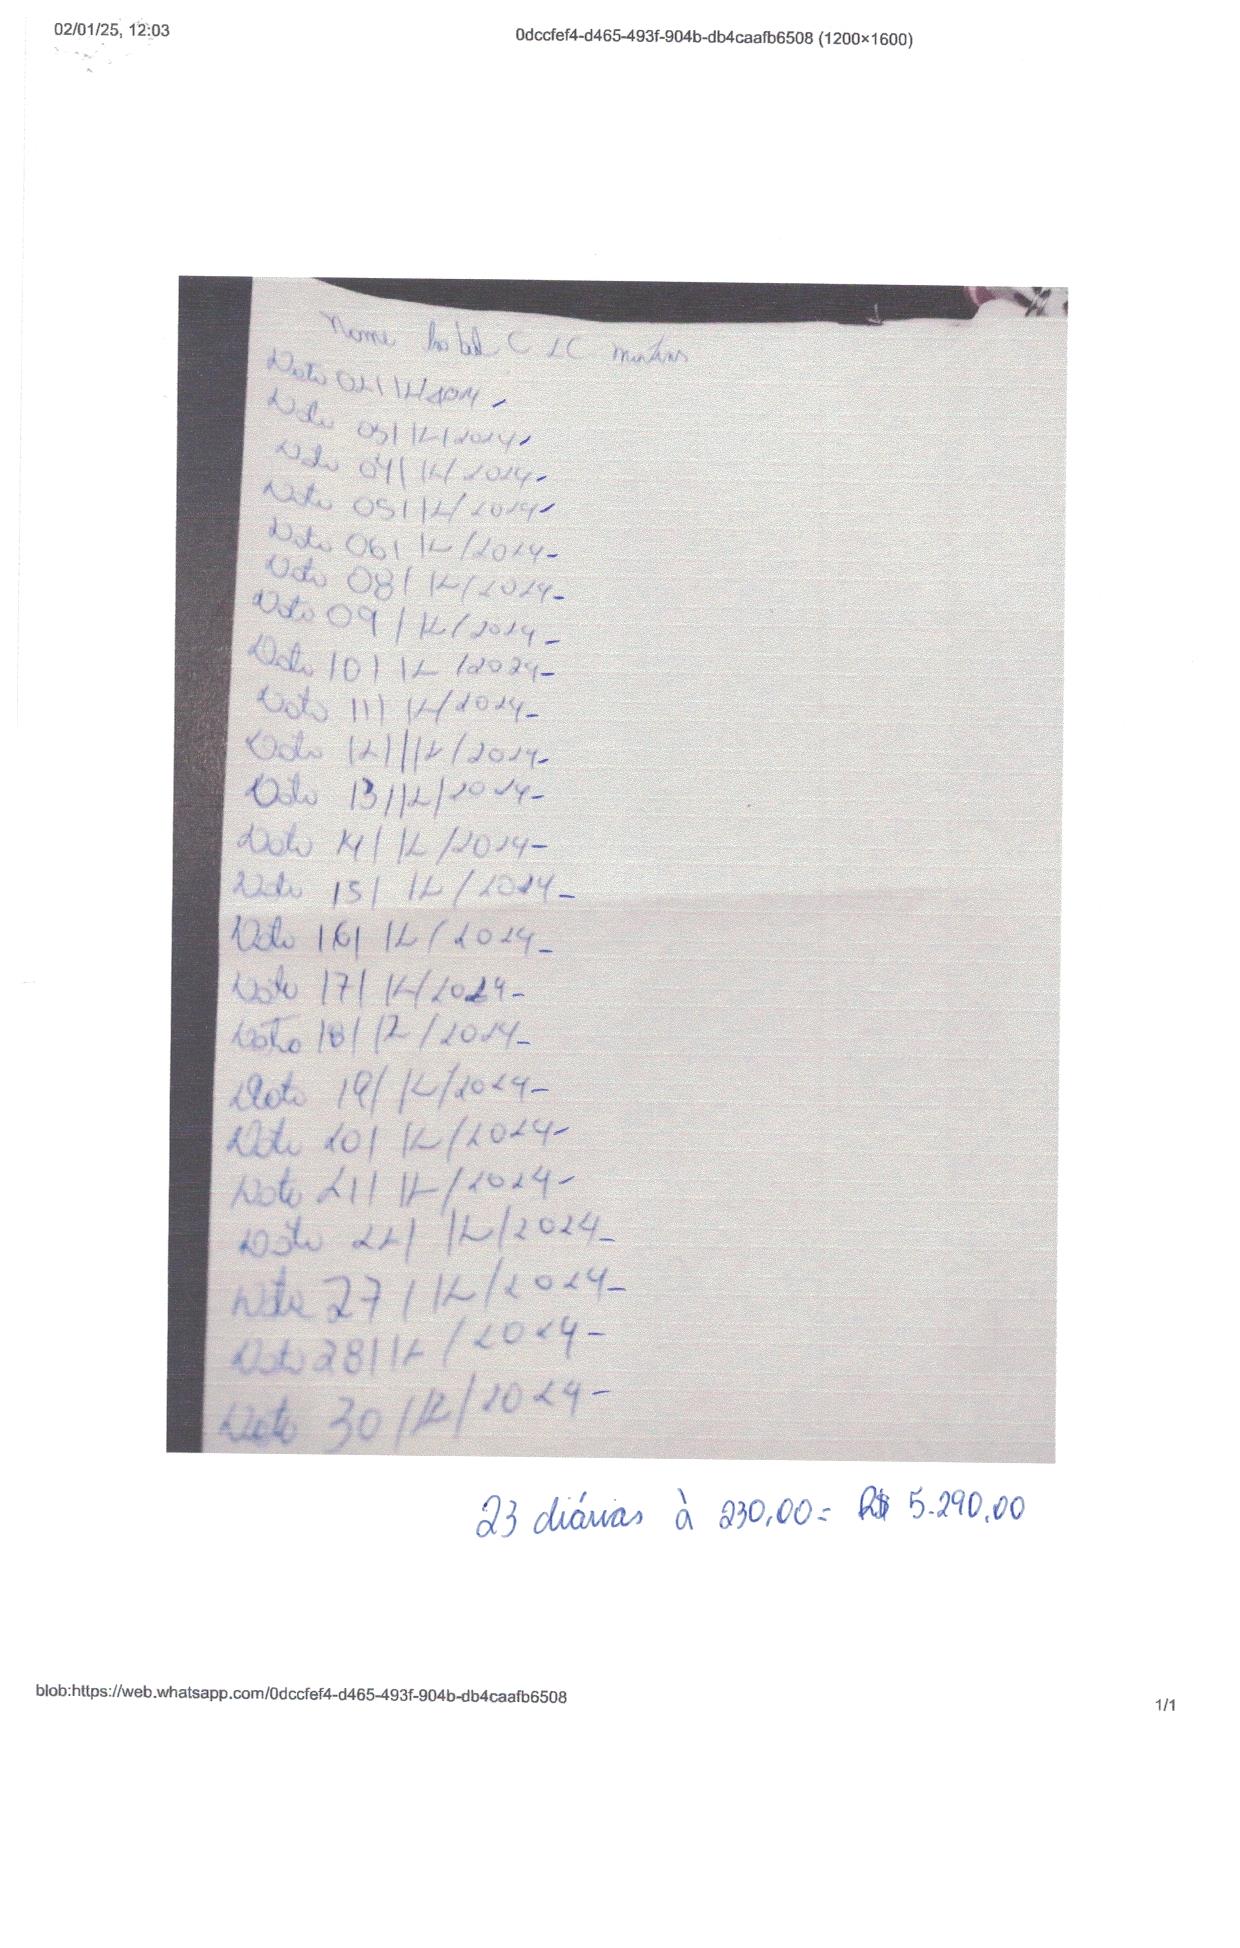 02/01/25, 12:03
0dccfef4-d465-493f-904b-db4caafb6508 (1200×1600)
Nome C LC
Data 02/12/2024 -
Data 03/12/2024 -
Data 04/12/2024 -
Data 05/12/2024 -
Data 06/12/2024 -
Data 08/12/2024 -
Data 09/12/2024 -
Data 10/12/2024 -
Data 11/12/2024 -
Data 12/12/2024 -
Data 13/12/2024 -
Data 14/12/2024 -
Data 15/12/2024 -
Data 16/12/2024 -
Data 17/12/2024 -
Data 18/12/2024 -
Data 19/12/2024 -
Data 20/12/2024 -
Data 21/12/2024 -
Data 22/12/2024 -
Data 27/12/2024 -
Data 28/12/2024 -
Data 30/12/2024 -
23 diárias à 230,00 = R$ 5.290,00
blob:https://web.whatsapp.com/0dccfef4-d465-493f-904b-db4caafb6508
1/1